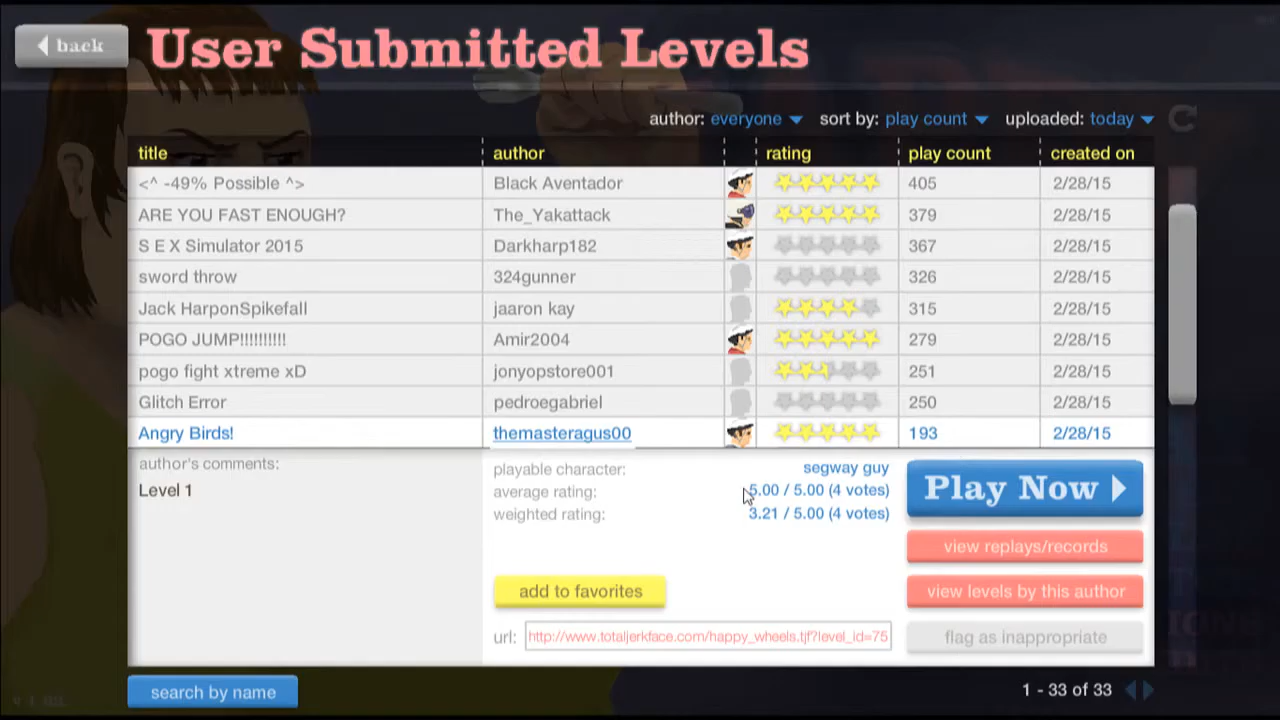 back
User Submitted Levels
author: everyone sort by: play count uploaded: today
title author rating play count created on
<^ -49% Possible ^> Black Aventador 405 2/28/15
ARE YOU FAST ENOUGH? The_Yakattack 379 2/28/15
S E X Simulator 2015 Darkharp182 367 2/28/15
sword throw 324gunner 326 2/28/15
Jack HarponSpikefall jaaron kay 315 2/28/15
POGO JUMP!!!!!!!!!! Amir2004 279 2/28/15
pogo fight xtreme xD jonyopstore001 251 2/28/15
Glitch Error pedroegabriel 250 2/28/15
Angry Birds! themasteragus00 193 2/28/15
author's comments:
Level 1
playable character: segway guy
average rating: 5.00 / 5.00 (4 votes)
weighted rating: 3.21 / 5.00 (4 votes)
Play Now
view replays/records
add to favorites
view levels by this author
url: http://www.totaljerkface.com/happy_wheels.tjf?level_id=75
flag as inappropriate
search by name
1 - 33 of 33